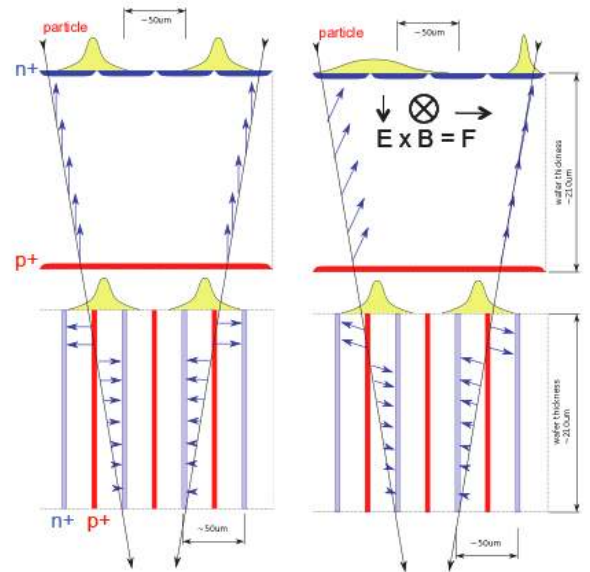 particle
~50um
n+
p+
n+ p+
~50um
particle
~50um
E x B = F
wafer thickness
~210um
wafer thickness
~210um
~50um